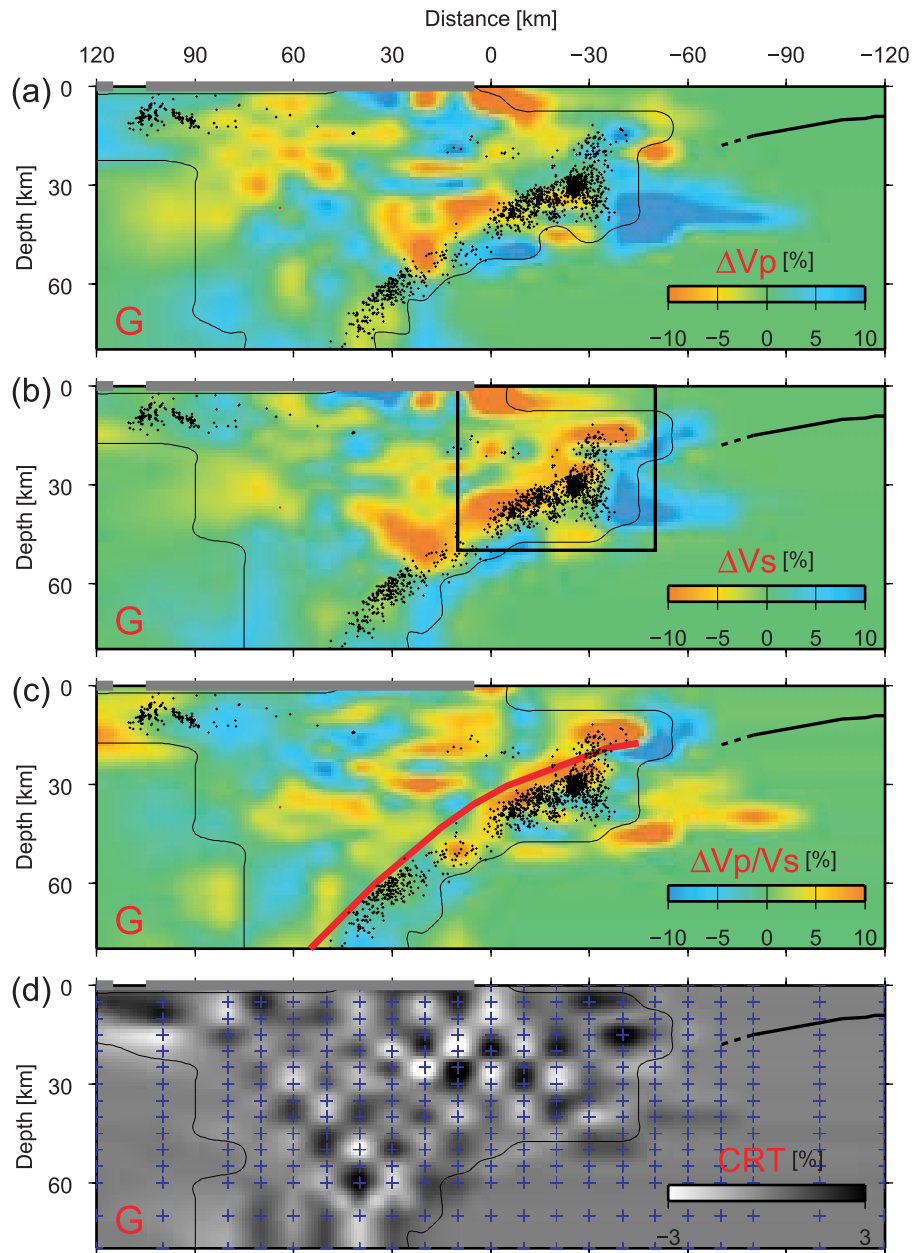 Distance [km]
120 90 60 30 0 −30 −60 −90 −120
(a)
0
30
60
Depth [km]
G
ΔVp [%]
−10 −5 0 5 10
(b)
0
30
60
Depth [km]
G
ΔVs [%]
−10 −5 0 5 10
(c)
0
30
60
Depth [km]
G
ΔVp/Vs [%]
−10 −5 0 5 10
(d)
0
30
60
Depth [km]
G
CRT [%]
−3 3